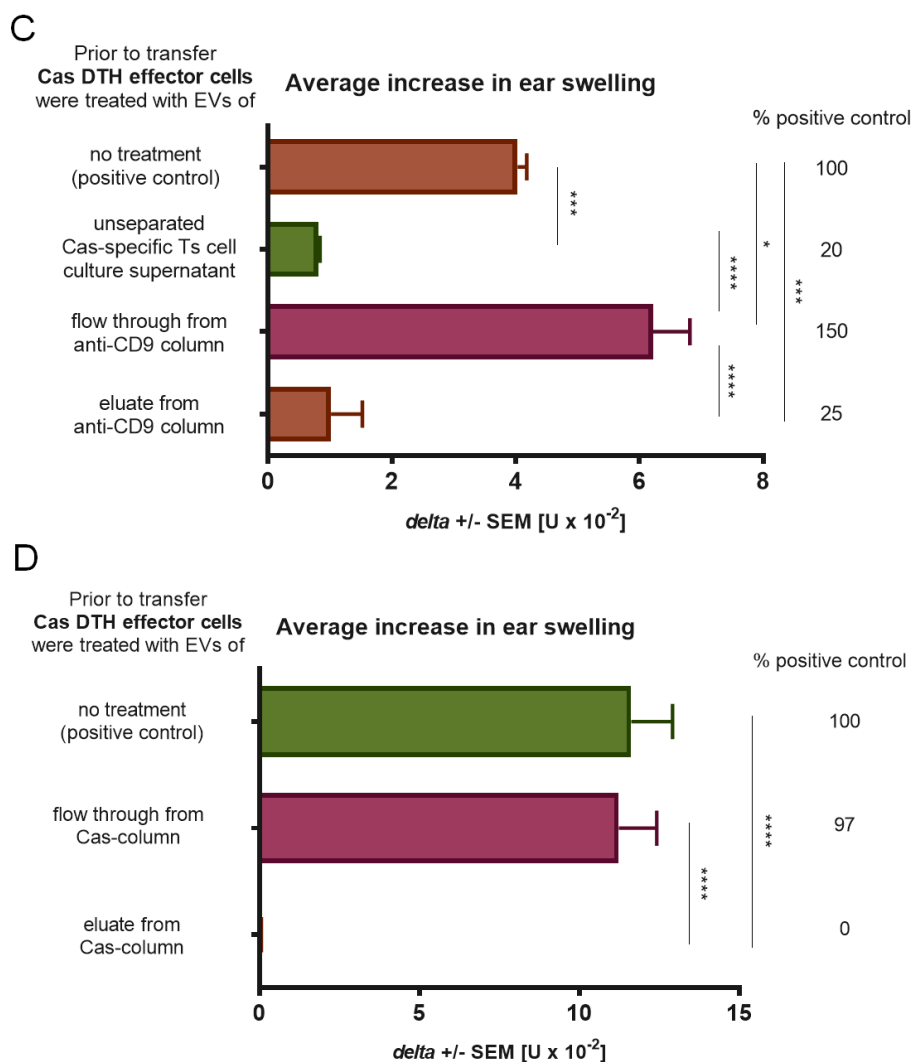 C
Prior to transfer
Cas DTH effector cells
were treated with EVs of
Average increase in ear swelling
% positive control
no treatment
(positive control)
100
***
unseparated
Cas-specific Ts cell
culture supernatant
20
****
*
***
flow through from
anti-CD9 column
150
****
eluate from
anti-CD9 column
25
0 2 4 6 8
delta +/- SEM [U x 10⁻²]
D
Prior to transfer
Cas DTH effector cells
were treated with EVs of
Average increase in ear swelling
% positive control
no treatment
(positive control)
100
flow through from
Cas-column
97
****
****
eluate from
Cas-column
0
0 5 10 15
delta +/- SEM [U x 10⁻²]